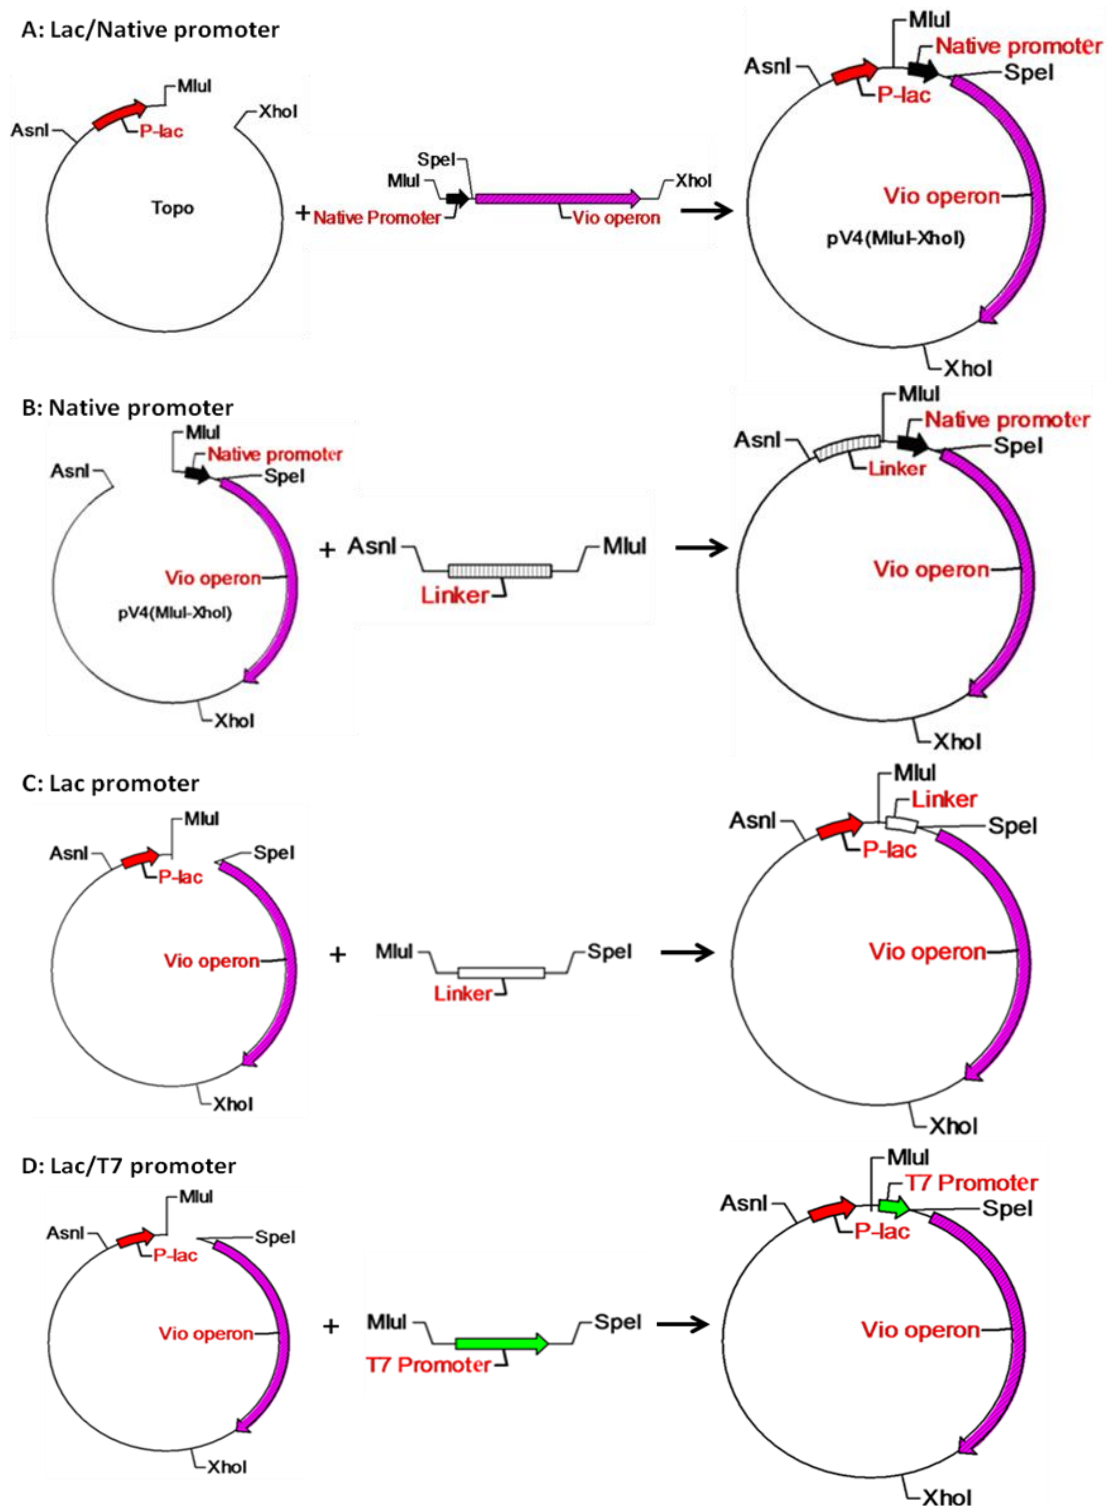 A: Lac/Native promoter
MluI
XhoI
AsnI
P-lac
Topo
+
SpeI
MluI
XhoI
Native Promoter
Vio operon
MluI
Native promoter
AsnI
SpeI
P-lac
Vio operon
pV4(MluI-XhoI)
XhoI
B: Native promoter
MluI
Native promoter
AsnI
SpeI
Vio operon
pV4(MluI-XhoI)
XhoI
+
AsnI
MluI
Linker
MluI
Native promoter
AsnI
SpeI
Linker
Vio operon
XhoI
C: Lac promoter
MluI
AsnI
SpeI
P-lac
Vio operon
XhoI
+
MluI
SpeI
Linker
MluI
Linker
AsnI
SpeI
P-lac
Vio operon
XhoI
D: Lac/T7 promoter
MluI
AsnI
SpeI
P-lac
Vio operon
XhoI
+
MluI
SpeI
T7 Promoter
MluI
T7 Promoter
AsnI
SpeI
P-lac
Vio operon
XhoI